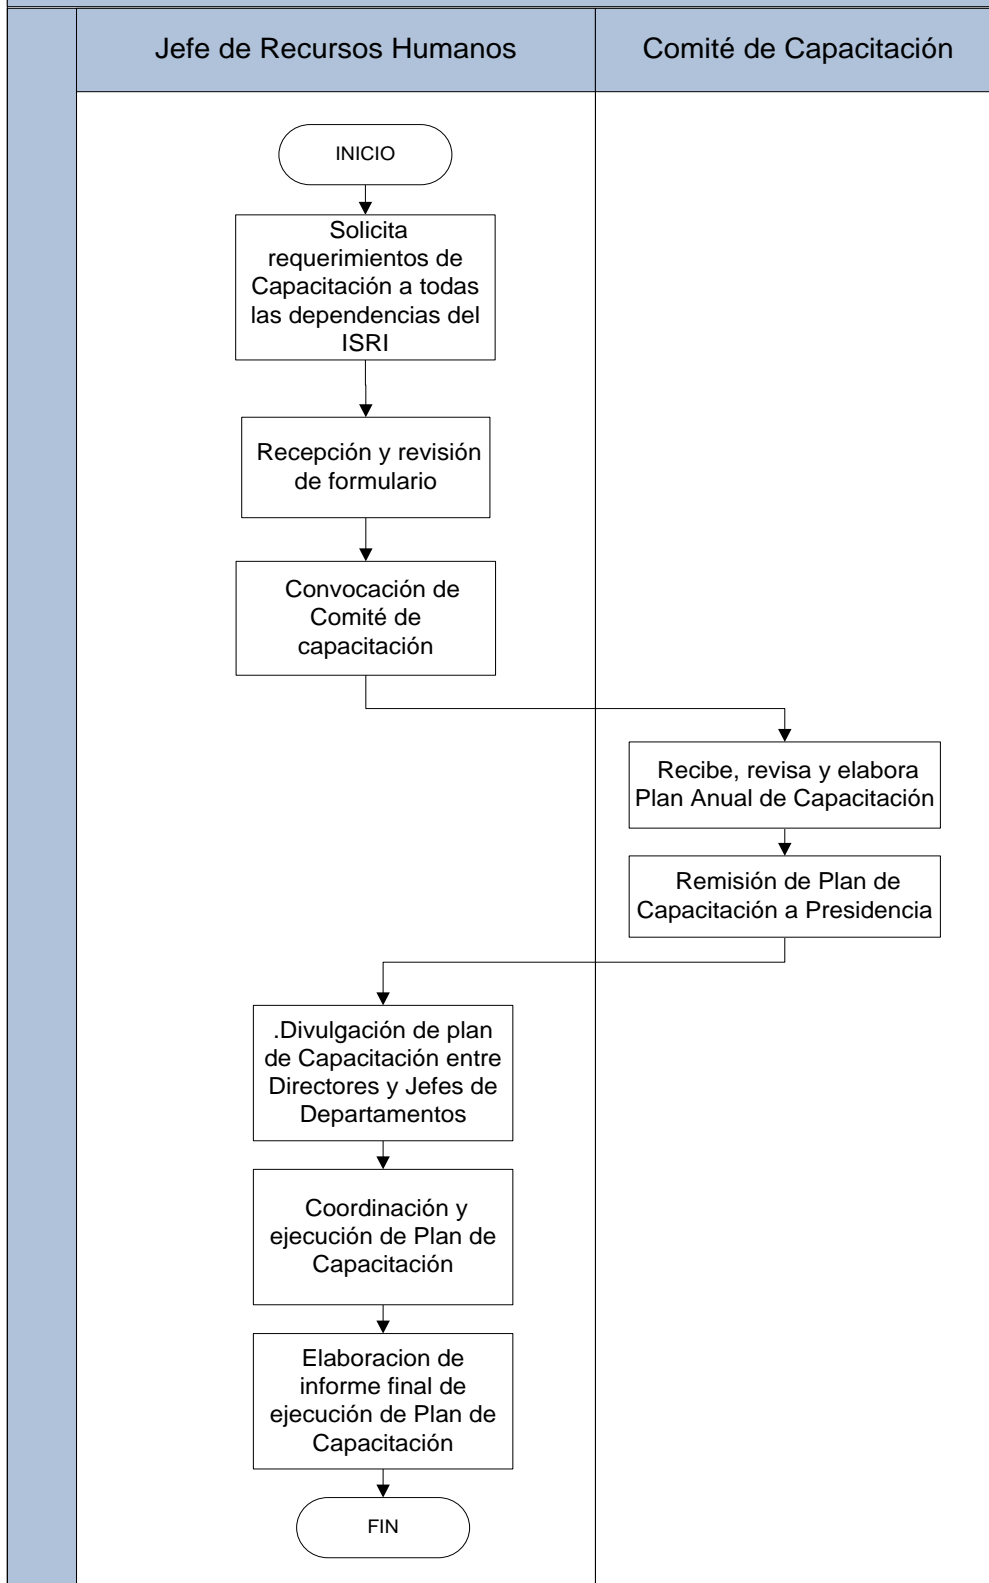 Jefe de Recursos Humanos
Comité de Capacitación
INICIO
Solicita
requerimientos de
Capacitación a todas
las dependencias del
ISRI
Recepción y revisión
de formulario
Convocación de
Comité de
capacitación
Recibe, revisa y elabora
Plan Anual de Capacitación
Remisión de Plan de
Capacitación a Presidencia
.Divulgación de plan
de Capacitación entre
Directores y Jefes de
Departamentos
Coordinación y
ejecución de Plan de
Capacitación
Elaboracion de
informe final de
ejecución de Plan de
Capacitación
FIN